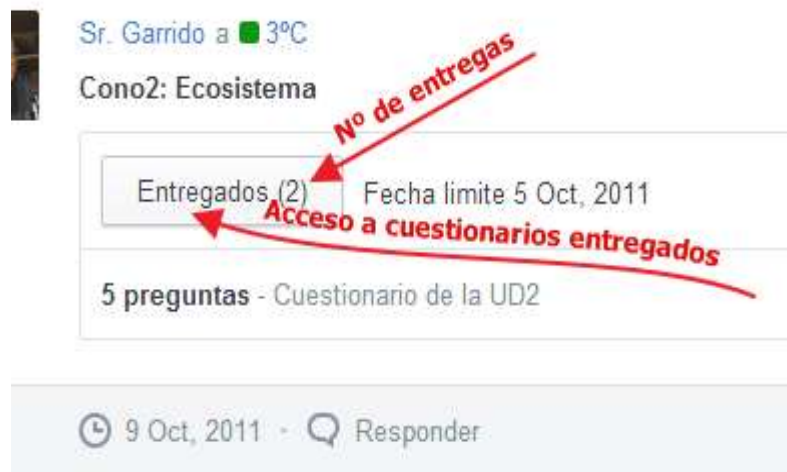 Sr. Garrido a 3ºC
Cono2: Ecosistema
Nº de entregas
Entregados (2)
Fecha limite 5 Oct, 2011
Acceso a cuestionarios entregados
5 preguntas - Cuestionario de la UD2
9 Oct, 2011 · Responder